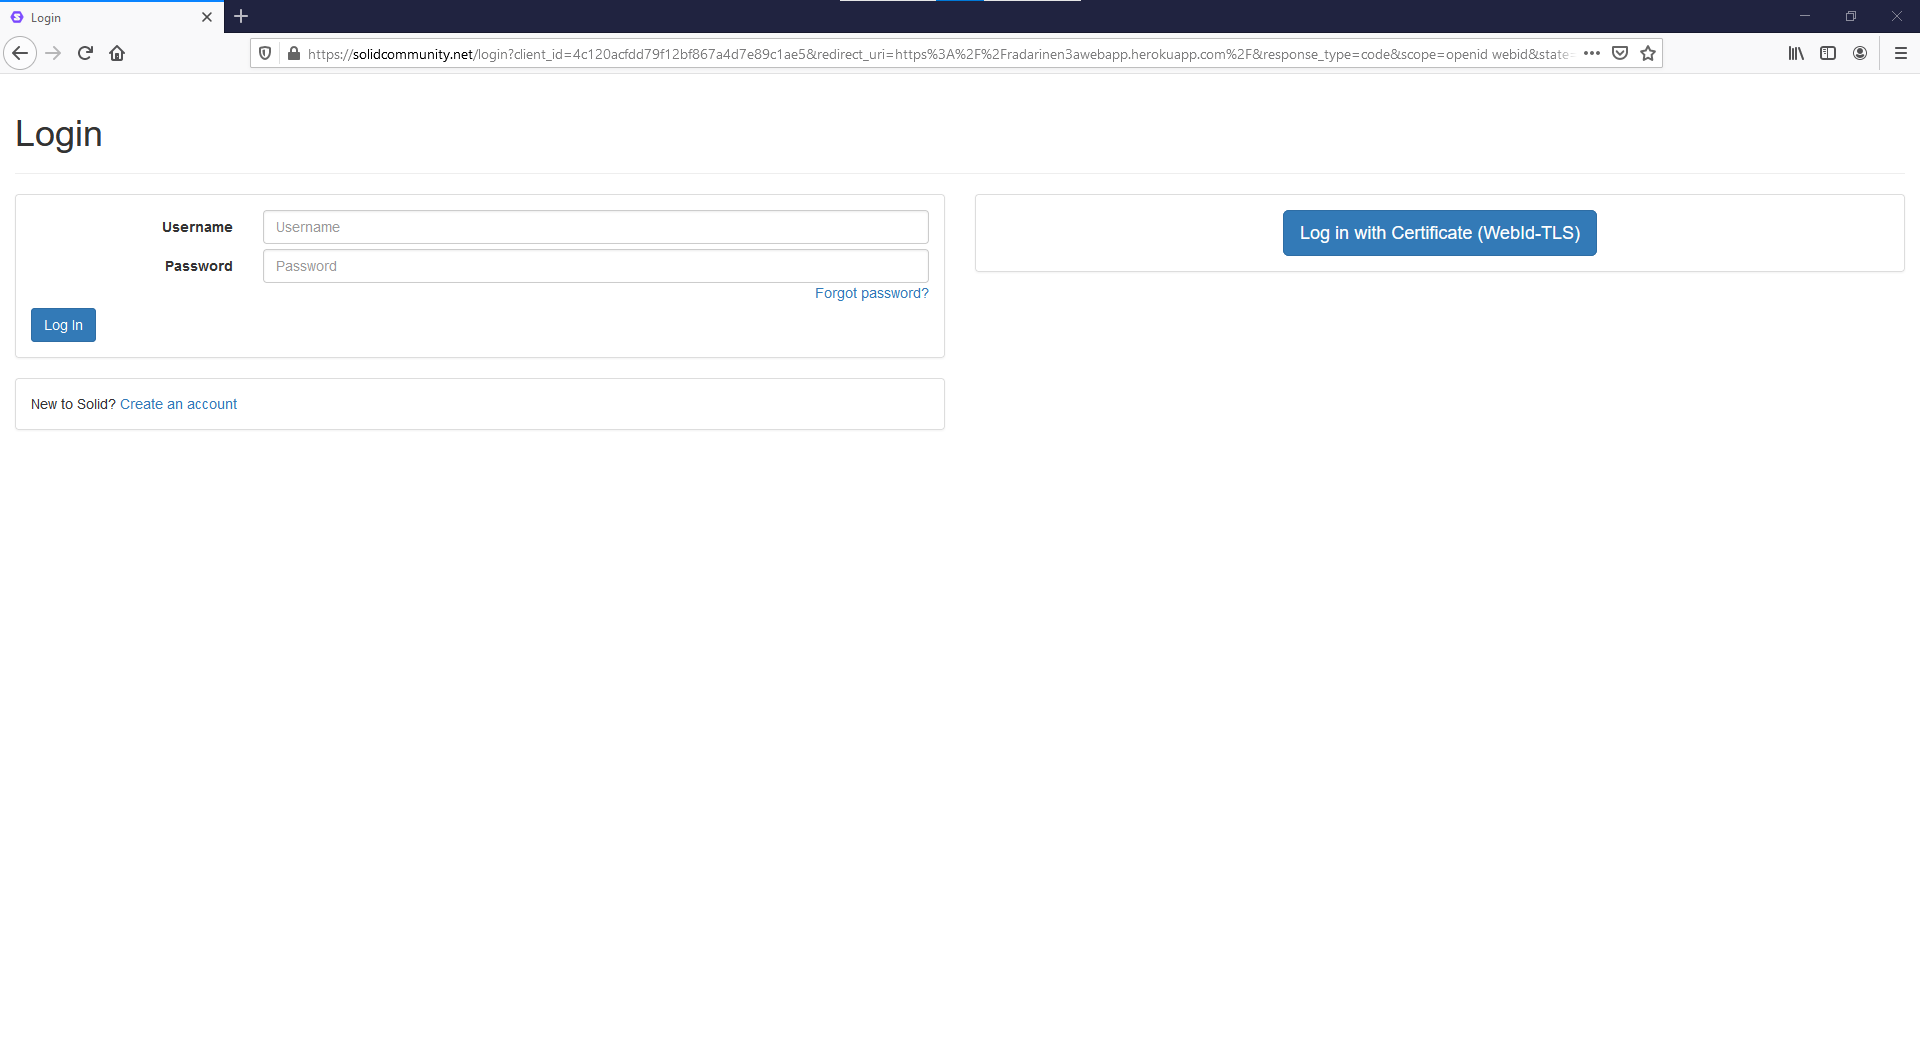 Login
https://solidcommunity.net/login?client_id=4c120acfdd79f12bf867a4d7e89c1ae5&redirect_uri=https%3A%2F%2Fradarinen3awebapp.herokuapp.com%2F&response_type=code&scope=openid webid&state=
Login
Username
Username
Password
Password
Forgot password?
Log In
Log in with Certificate (WebId-TLS)
New to Solid? Create an account